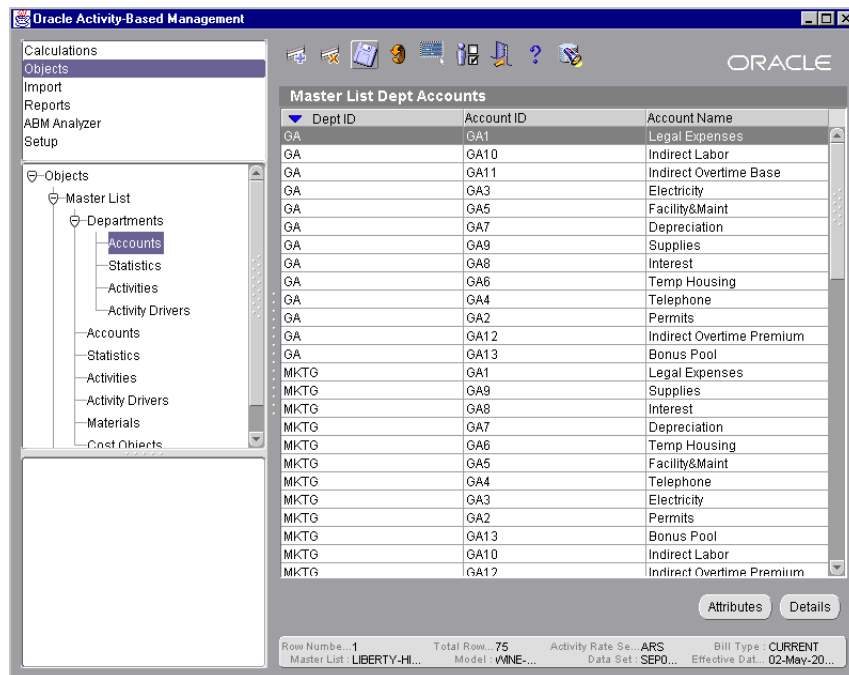 Oracle Activity-Based Management
Calculations
Objects
Import
Reports
ABM Analyzer
Setup
Objects
Master List
Departments
Accounts
Statistics
Activities
Activity Drivers
Accounts
Statistics
Activities
Activity Drivers
Materials
Cost Objects
?
ORACLE
Master List Dept Accounts
Dept ID Account ID Account Name
GA GA1 Legal Expenses
GA GA10 Indirect Labor
GA GA11 Indirect Overtime Base
GA GA3 Electricity
GA GA5 Facility&Maint
GA GA7 Depreciation
GA GA9 Supplies
GA GA8 Interest
GA GA6 Temp Housing
GA GA4 Telephone
GA GA2 Permits
GA GA12 Indirect Overtime Premium
GA GA13 Bonus Pool
MKTG GA1 Legal Expenses
MKTG GA9 Supplies
MKTG GA8 Interest
MKTG GA7 Depreciation
MKTG GA6 Temp Housing
MKTG GA5 Facility&Maint
MKTG GA4 Telephone
MKTG GA3 Electricity
MKTG GA2 Permits
MKTG GA13 Bonus Pool
MKTG GA10 Indirect Labor
MKTG GA12 Indirect Overtime Premium
Attributes Details
Row Numbe...1 Total Row...75 Activity Rate Se...ARS Bill Type : CURRENT
Master List : LIBERTY-HI... Model : WINE-... Data Set : SEP0... Effective Dat... 02-May-20...